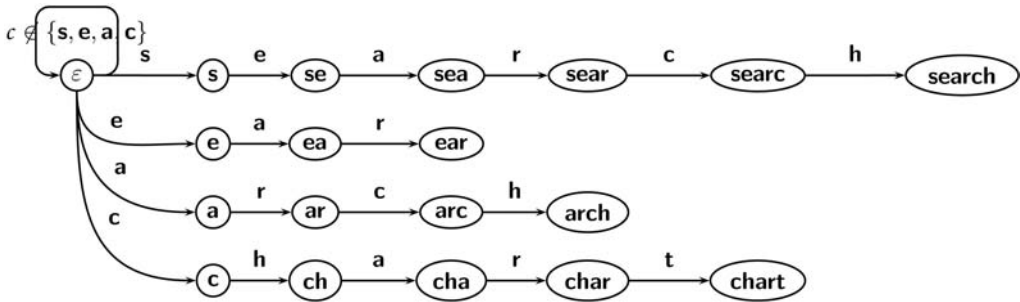 c ∉ {s, e, a, c}
s e a r c h
ε s se sea sear searc search
e a r
e ea ear
a r c h
a ar arc arch
c h a r t
c ch cha char chart